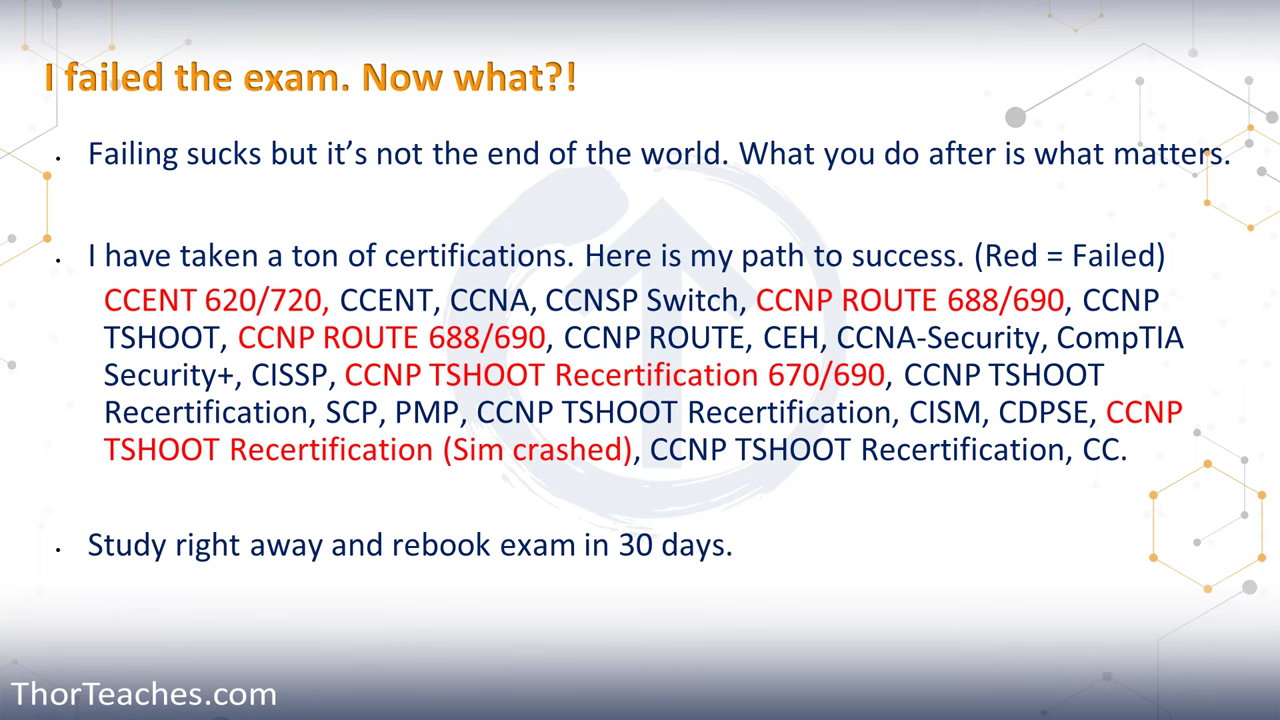 I failed the exam. Now what?!
• Failing sucks but it's not the end of the world. What you do after is what matters.
• I have taken a ton of certifications. Here is my path to success. (Red = Failed)
CCENT 620/720, CCENT, CCNA, CCNSP Switch, CCNP ROUTE 688/690, CCNP
TSHOOT, CCNP ROUTE 688/690, CCNP ROUTE, CEH, CCNA-Security, CompTIA
Security+, CISSP, CCNP TSHOOT Recertification 670/690, CCNP TSHOOT
Recertification, SCP, PMP, CCNP TSHOOT Recertification, CISM, CDPSE, CCNP
TSHOOT Recertification (Sim crashed), CCNP TSHOOT Recertification, CC.
• Study right away and rebook exam in 30 days.
ThorTeaches.com